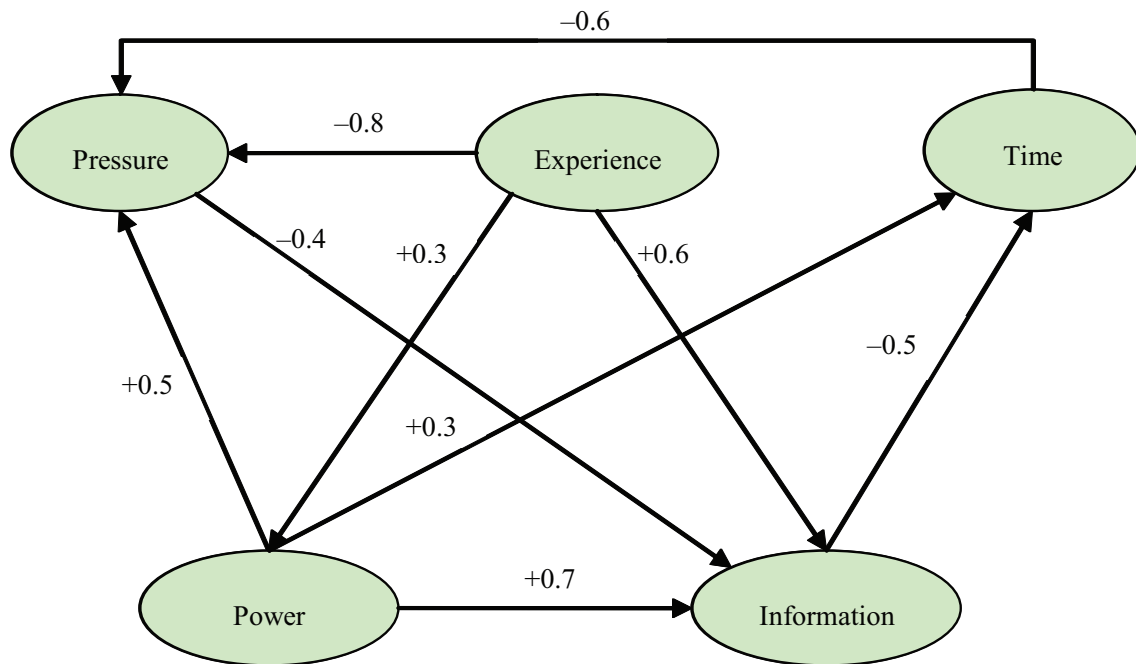 –0.6
–0.8
Pressure
Experience
Time
–0.4
+0.3
+0.6
–0.5
+0.5
+0.3
+0.7
Power
Information